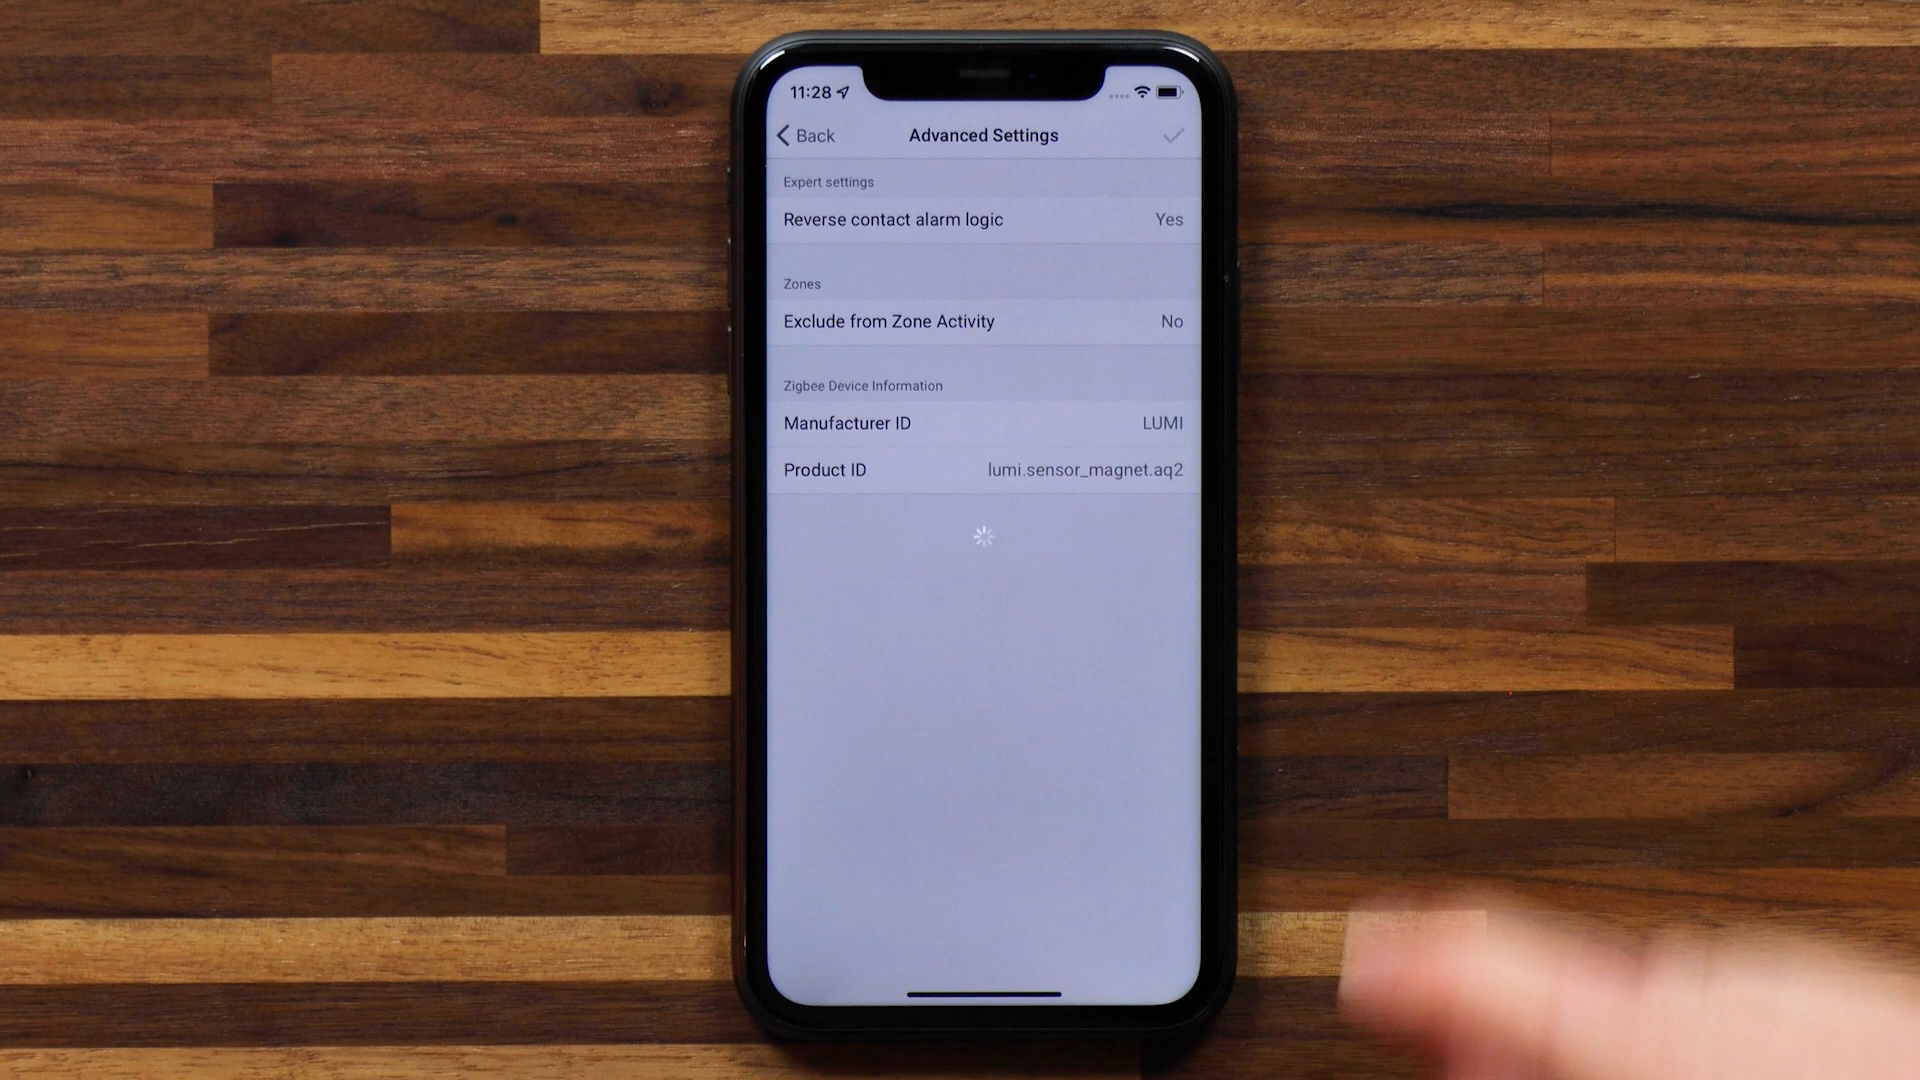 11:28
Back
Advanced Settings
Expert settings
Reverse contact alarm logic Yes
Zones
Exclude from Zone Activity No
Zigbee Device Information
Manufacturer ID LUMI
Product ID lumi.sensor_magnet.aq2